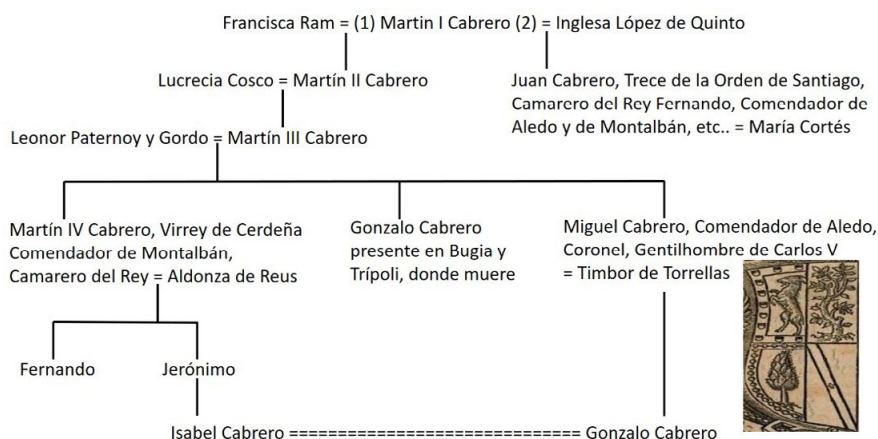 Francisca Ram = (1) Martin I Cabrero (2) = Inglesa López de Quinto
Lucrecia Cosco = Martín II Cabrero
Juan Cabrero, Trece de la Orden de Santiago,
Camarero del Rey Fernando, Comendador de
Aledo y de Montalbán, etc.. = María Cortés
Leonor Paternoy y Gordo = Martín III Cabrero
Martín IV Cabrero, Virrey de Cerdeña
Comendador de Montalbán,
Camarero del Rey = Aldonza de Reus
Gonzalo Cabrero
presente en Bugia y
Trípoli, donde muere
Miguel Cabrero, Comendador de Aledo,
Coronel, Gentilhombre de Carlos V
= Timbor de Torrellas
Fernando
Jerónimo
Isabel Cabrero ============================ Gonzalo Cabrero